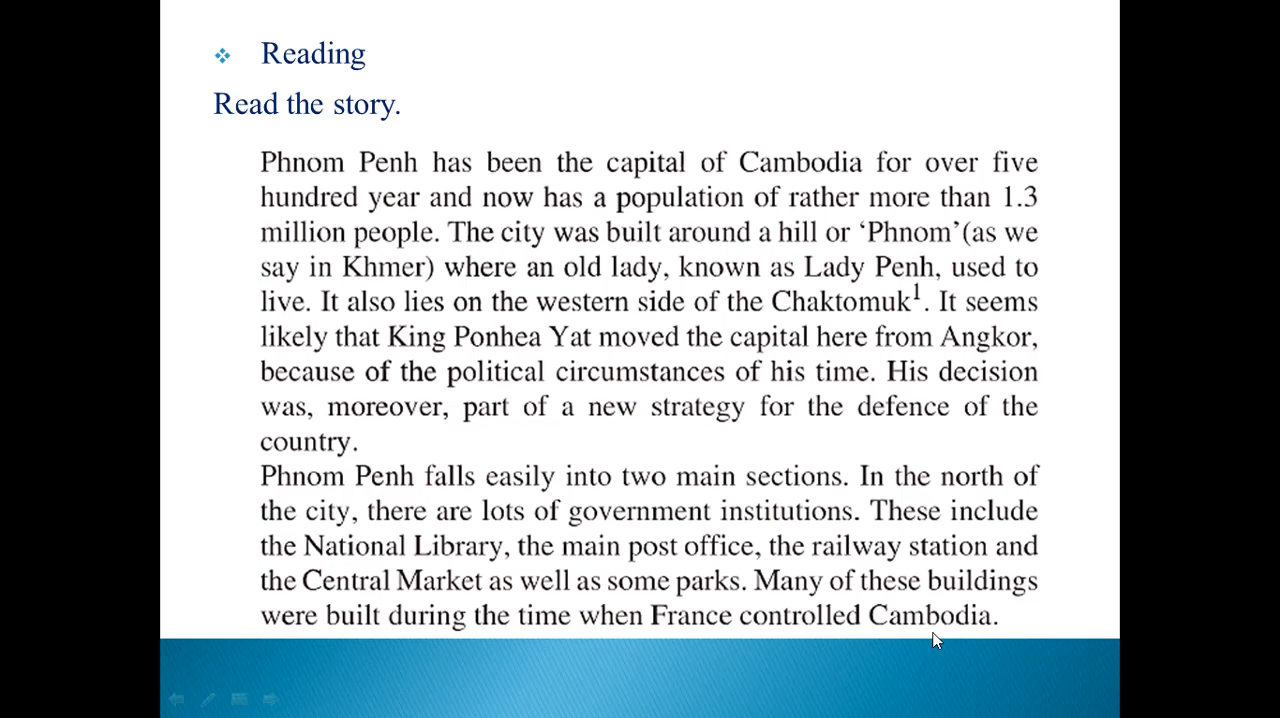 Reading
Read the story.
Phnom Penh has been the capital of Cambodia for over five
hundred year and now has a population of rather more than 1.3
million people. The city was built around a hill or ‘Phnom’(as we
say in Khmer) where an old lady, known as Lady Penh, used to
live. It also lies on the western side of the Chaktomuk¹. It seems
likely that King Ponhea Yat moved the capital here from Angkor,
because of the political circumstances of his time. His decision
was, moreover, part of a new strategy for the defence of the
country.
Phnom Penh falls easily into two main sections. In the north of
the city, there are lots of government institutions. These include
the National Library, the main post office, the railway station and
the Central Market as well as some parks. Many of these buildings
were built during the time when France controlled Cambodia.